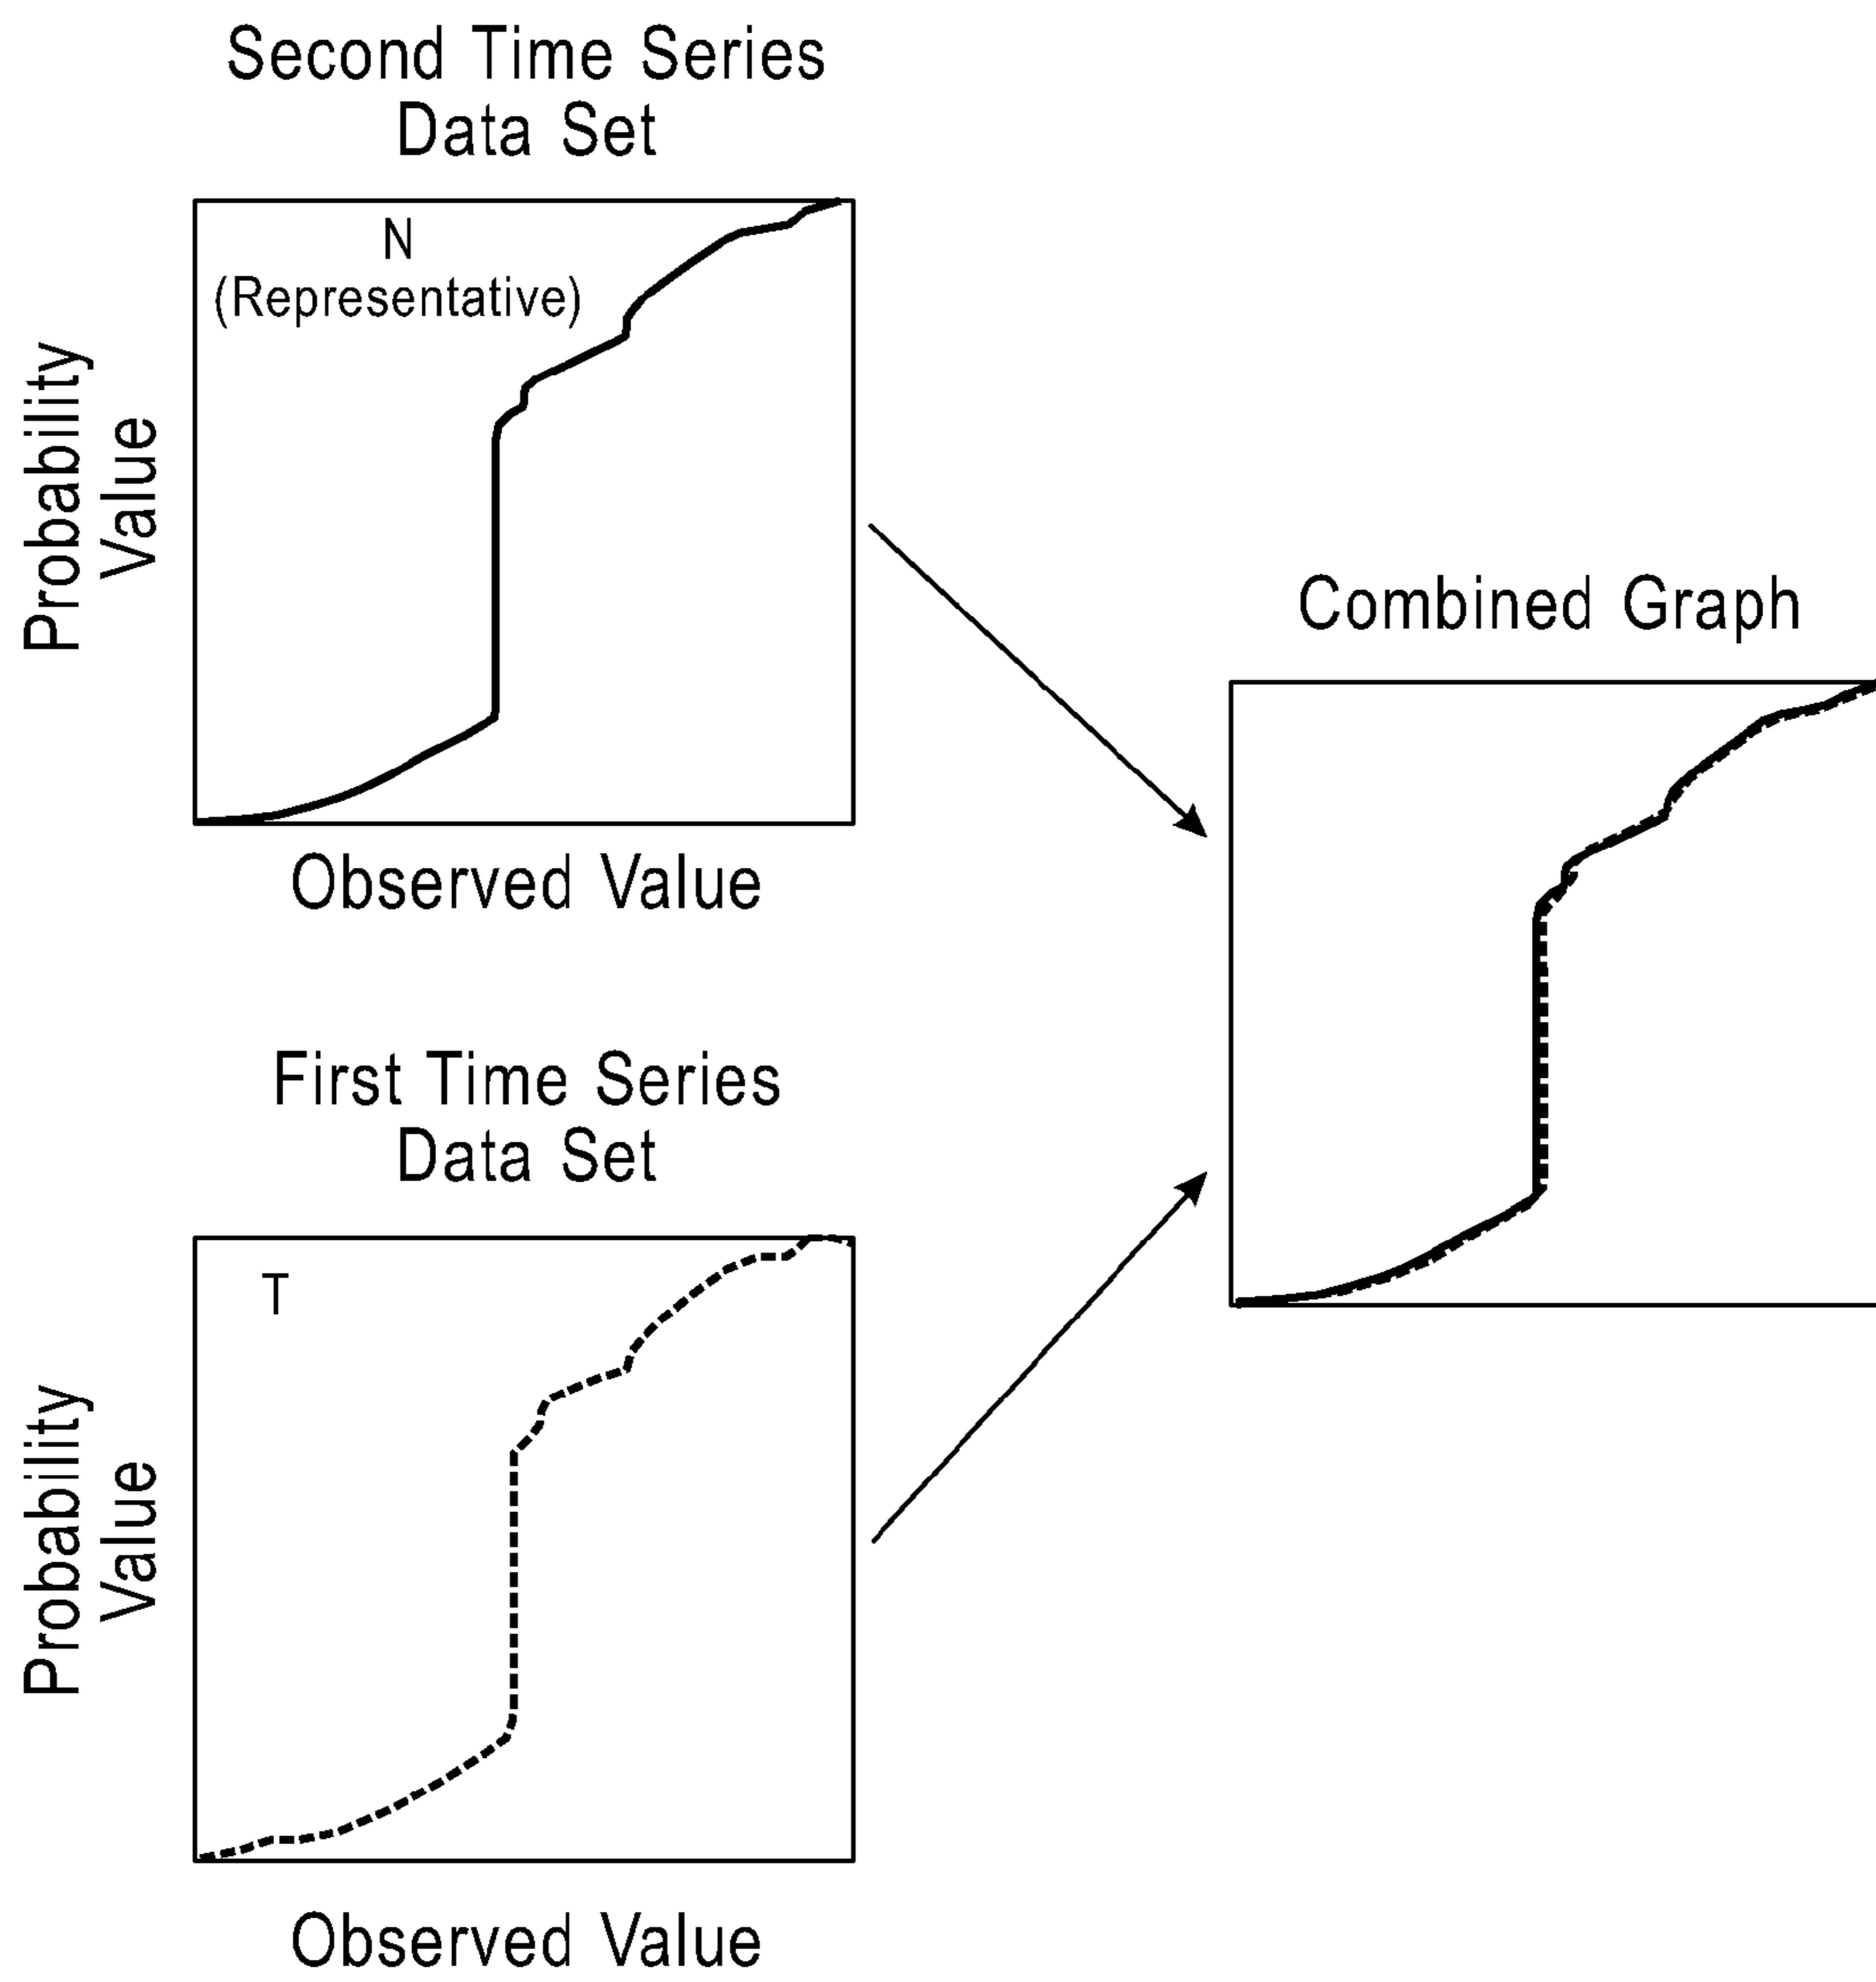 Second Time Series
Data Set
N
(Representative)
Probability
Value
Observed Value
Combined Graph
First Time Series
Data Set
T
Probability
Value
Observed Value